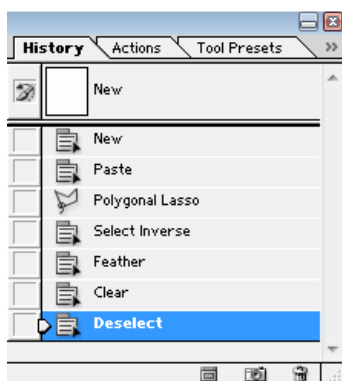 History Actions Tool Presets
New
New
Paste
Polygonal Lasso
Select Inverse
Feather
Clear
Deselect